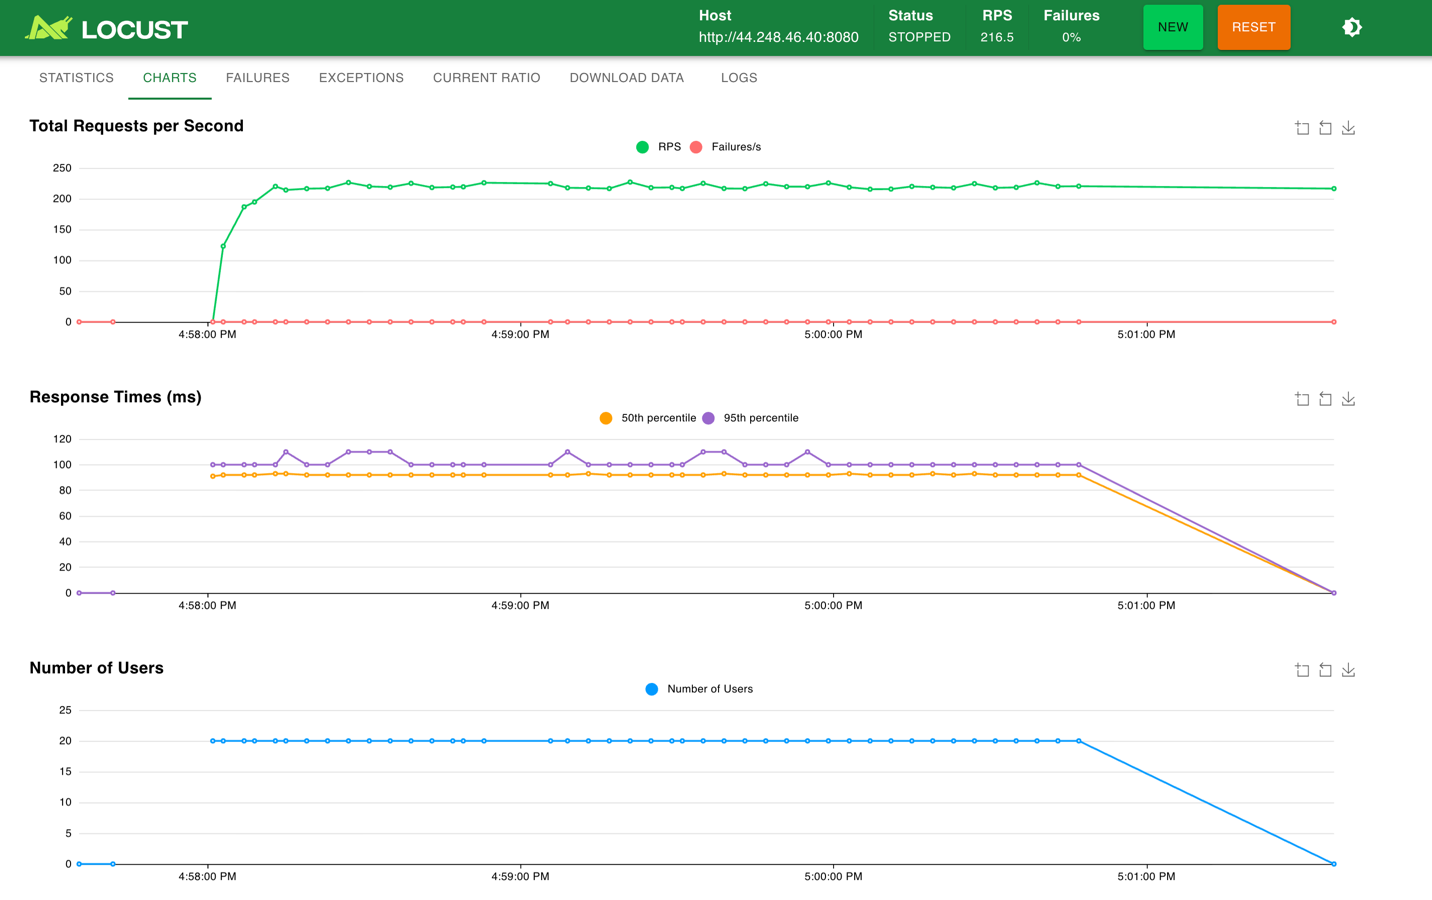 LOCUST
Host
http://44.248.46.40:8080
Status
STOPPED
RPS
216.5
Failures
0%
NEW
RESET
STATISTICS CHARTS FAILURES EXCEPTIONS CURRENT RATIO DOWNLOAD DATA LOGS
Total Requests per Second
RPS Failures/s
250
200
150
100
50
0
4:58:00 PM 4:59:00 PM 5:00:00 PM 5:01:00 PM
Response Times (ms)
50th percentile 95th percentile
120
100
80
60
40
20
0
4:58:00 PM 4:59:00 PM 5:00:00 PM 5:01:00 PM
Number of Users
Number of Users
25
20
15
10
5
0
4:58:00 PM 4:59:00 PM 5:00:00 PM 5:01:00 PM